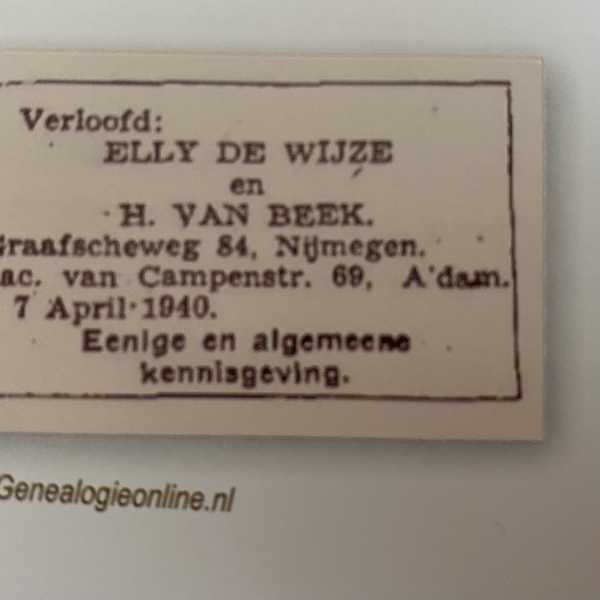 Verloofd:
ELLY DE WIJZE
en
H. VAN BEEK.
Graafscheweg 84, Nijmegen.
ac. van Campenstr. 69, A'dam.
7 April 1940.
Eenige en algemeene
kennisgeving.
Genealogieonline.nl